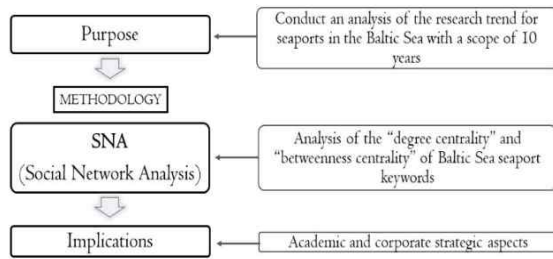 Purpose
Conduct an analysis of the research trend for
seaports in the Baltic Sea with a scope of 10
years
METHODOLOGY
SNA
(Social Network Analysis)
Analysis of the “degree centrality” and
“betweenness centrality” of Baltic Sea seaport
keywords
Implications
Academic and corporate strategic aspects